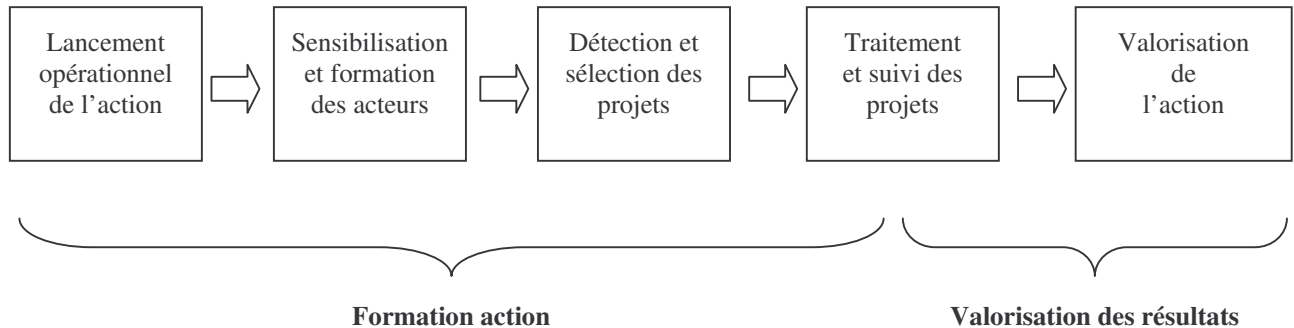 Lancement
opérationnel
de l’action
Sensibilisation
et formation
des acteurs
Détection et
sélection des
projets
Traitement
et suivi des
projets
Valorisation
de
l’action
Formation action
Valorisation des résultats